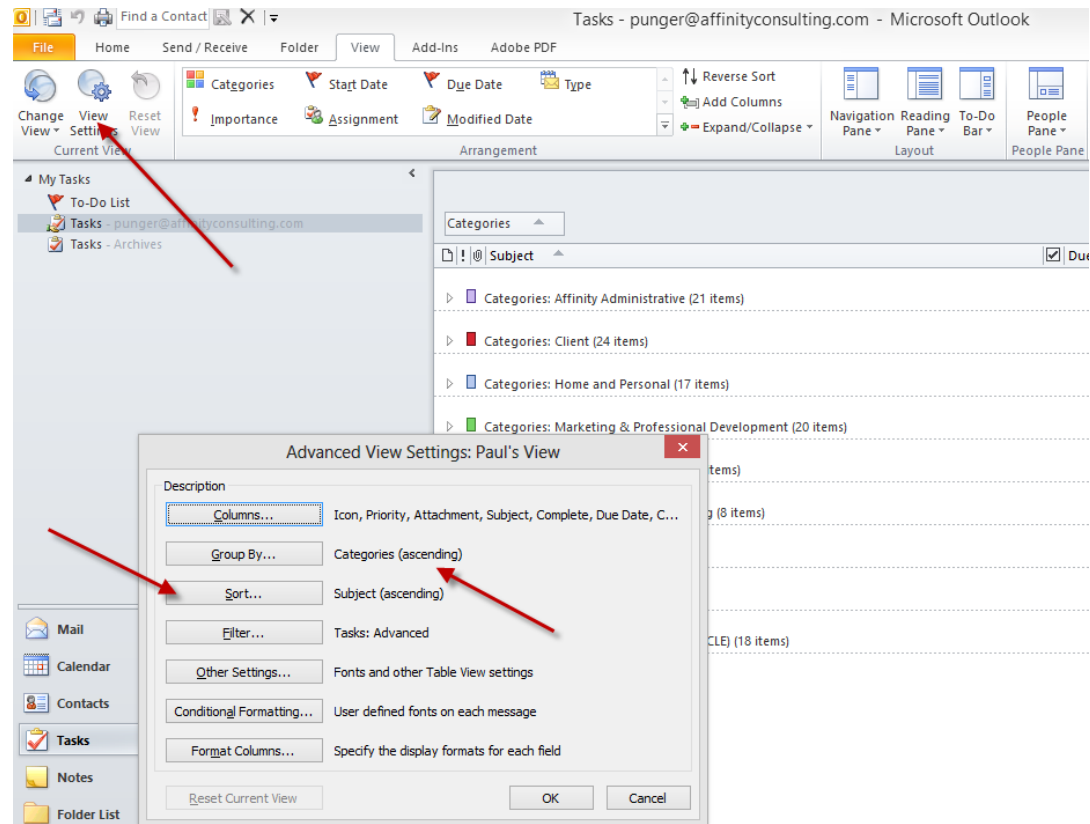 Find a Contact
Tasks - punger@affinityconsulting.com - Microsoft Outlook
File Home Send / Receive Folder View Add-Ins Adobe PDF
Categories Start Date Due Date Type
Importance Assignment Modified Date
Change View View Settings Reset View
Current View
Arrangement
Reverse Sort
Add Columns
Expand/Collapse
Navigation Pane Reading Pane To-Do Bar
Layout
People Pane
People Pane
My Tasks
To-Do List
Tasks - punger@affinityconsulting.com
Tasks - Archives
Categories
! Subject Due
Categories: Affinity Administrative (21 items)
Categories: Client (24 items)
Categories: Home and Personal (17 items)
Categories: Marketing & Professional Development (20 items)
items)
g (8 items)
CLE) (18 items)
Advanced View Settings: Paul's View
Description
Columns... Icon, Priority, Attachment, Subject, Complete, Due Date, C...
Group By... Categories (ascending)
Sort... Subject (ascending)
Filter... Tasks: Advanced
Other Settings... Fonts and other Table View settings
Conditional Formatting... User defined fonts on each message
Format Columns... Specify the display formats for each field
Reset Current View OK Cancel
Mail
Calendar
Contacts
Tasks
Notes
Folder List